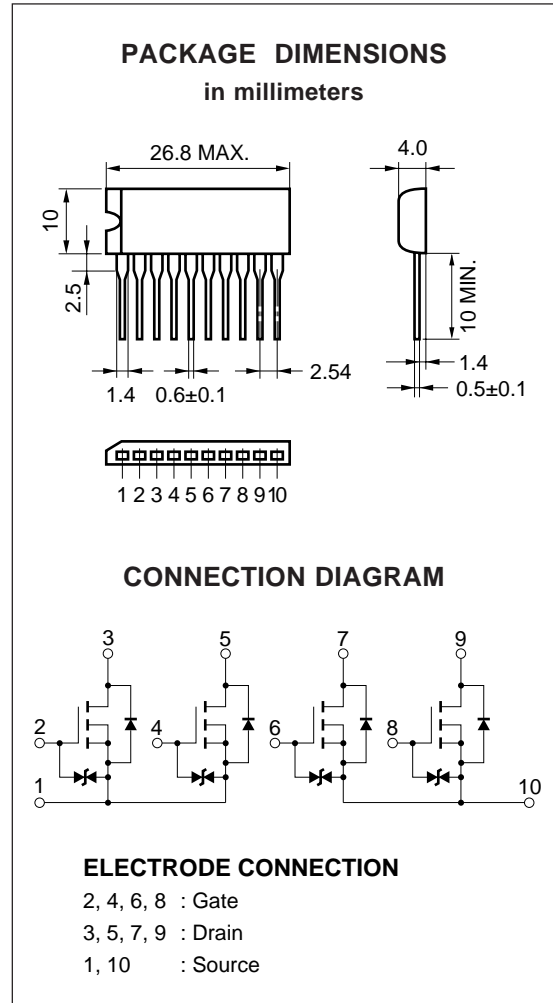 PACKAGE DIMENSIONS
in millimeters
26.8 MAX.
4.0
10
2.5
10 MIN.
2.54
1.4
1.4 0.6±0.1
0.5±0.1
1 2 3 4 5 6 7 8 9 10
CONNECTION DIAGRAM
3 5 7 9
2 4 6 8
1 10
ELECTRODE CONNECTION
2, 4, 6, 8 : Gate
3, 5, 7, 9 : Drain
1, 10 : Source